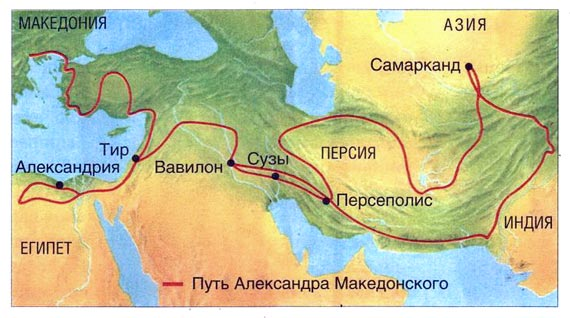 МАКЕДОНИЯ
АЗИЯ
Самарканд
Тир
Александрия
Вавилон
Сузы
ПЕРСИЯ
Персеполис
ИНДИЯ
ЕГИПЕТ
Путь Александра Македонского